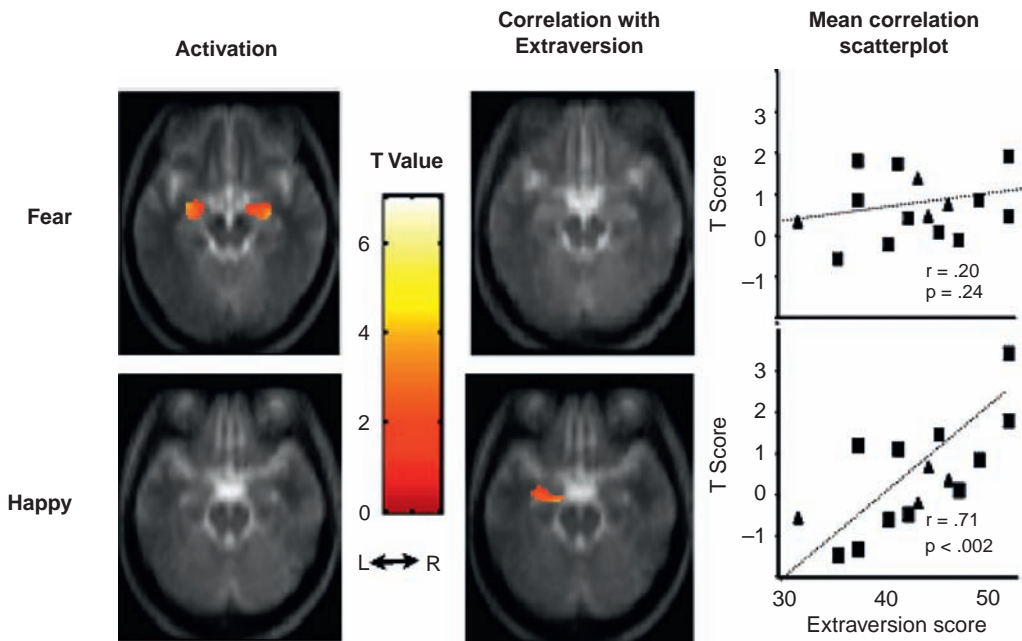 Activation
Correlation with
Extraversion
Mean correlation
scatterplot
Fear
T Value
6
4
2
0
L R
T Score
3
2
1
0
–1
r = .20
p = .24
Happy
T Score
3
2
1
0
–1
r = .71
p < .002
30 40 50
Extraversion score